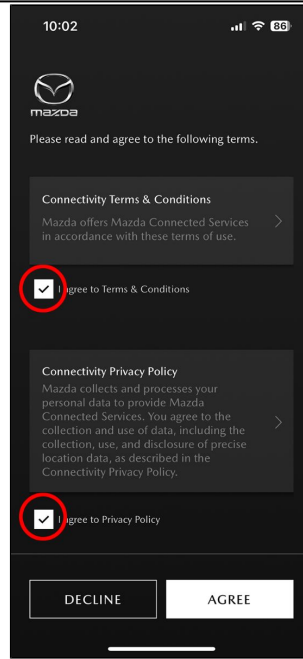 10:02
86
mazda
Please read and agree to the following terms.
Connectivity Terms & Conditions
Mazda offers Mazda Connected Services
in accordance with these terms of use.
I agree to Terms & Conditions
Connectivity Privacy Policy
Mazda collects and processes your
personal data to provide Mazda
Connected Services. You agree to the
collection and use of data, including the
collection, use, and disclosure of precise
location data, as described in the
Connectivity Privacy Policy.
I agree to Privacy Policy
DECLINE
AGREE